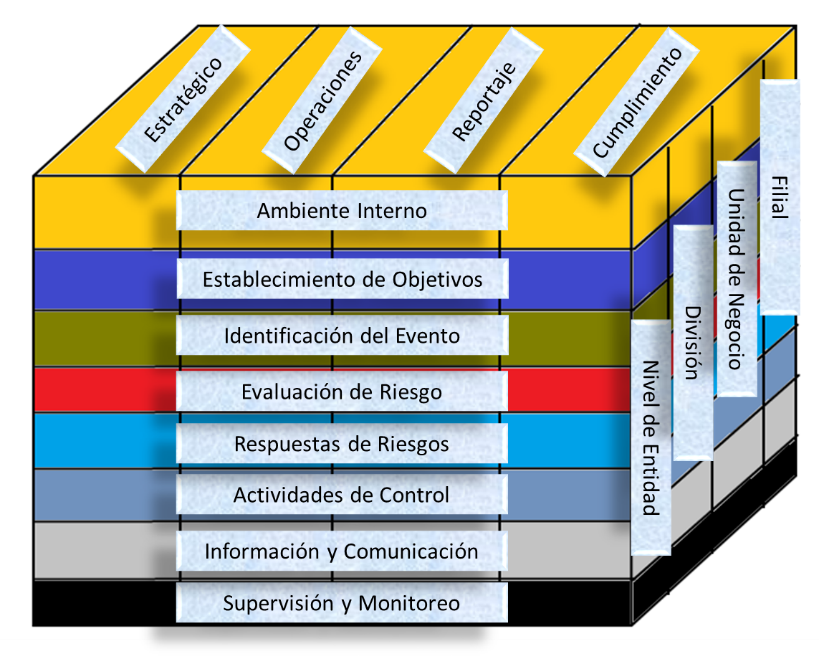 Estratégico
Operaciones
Reportaje
Cumplimiento
Ambiente Interno
Establecimiento de Objetivos
Identificación del Evento
Evaluación de Riesgo
Respuestas de Riesgos
Actividades de Control
Información y Comunicación
Supervisión y Monitoreo
Nivel de Entidad
División
Unidad de Negocio
Filial